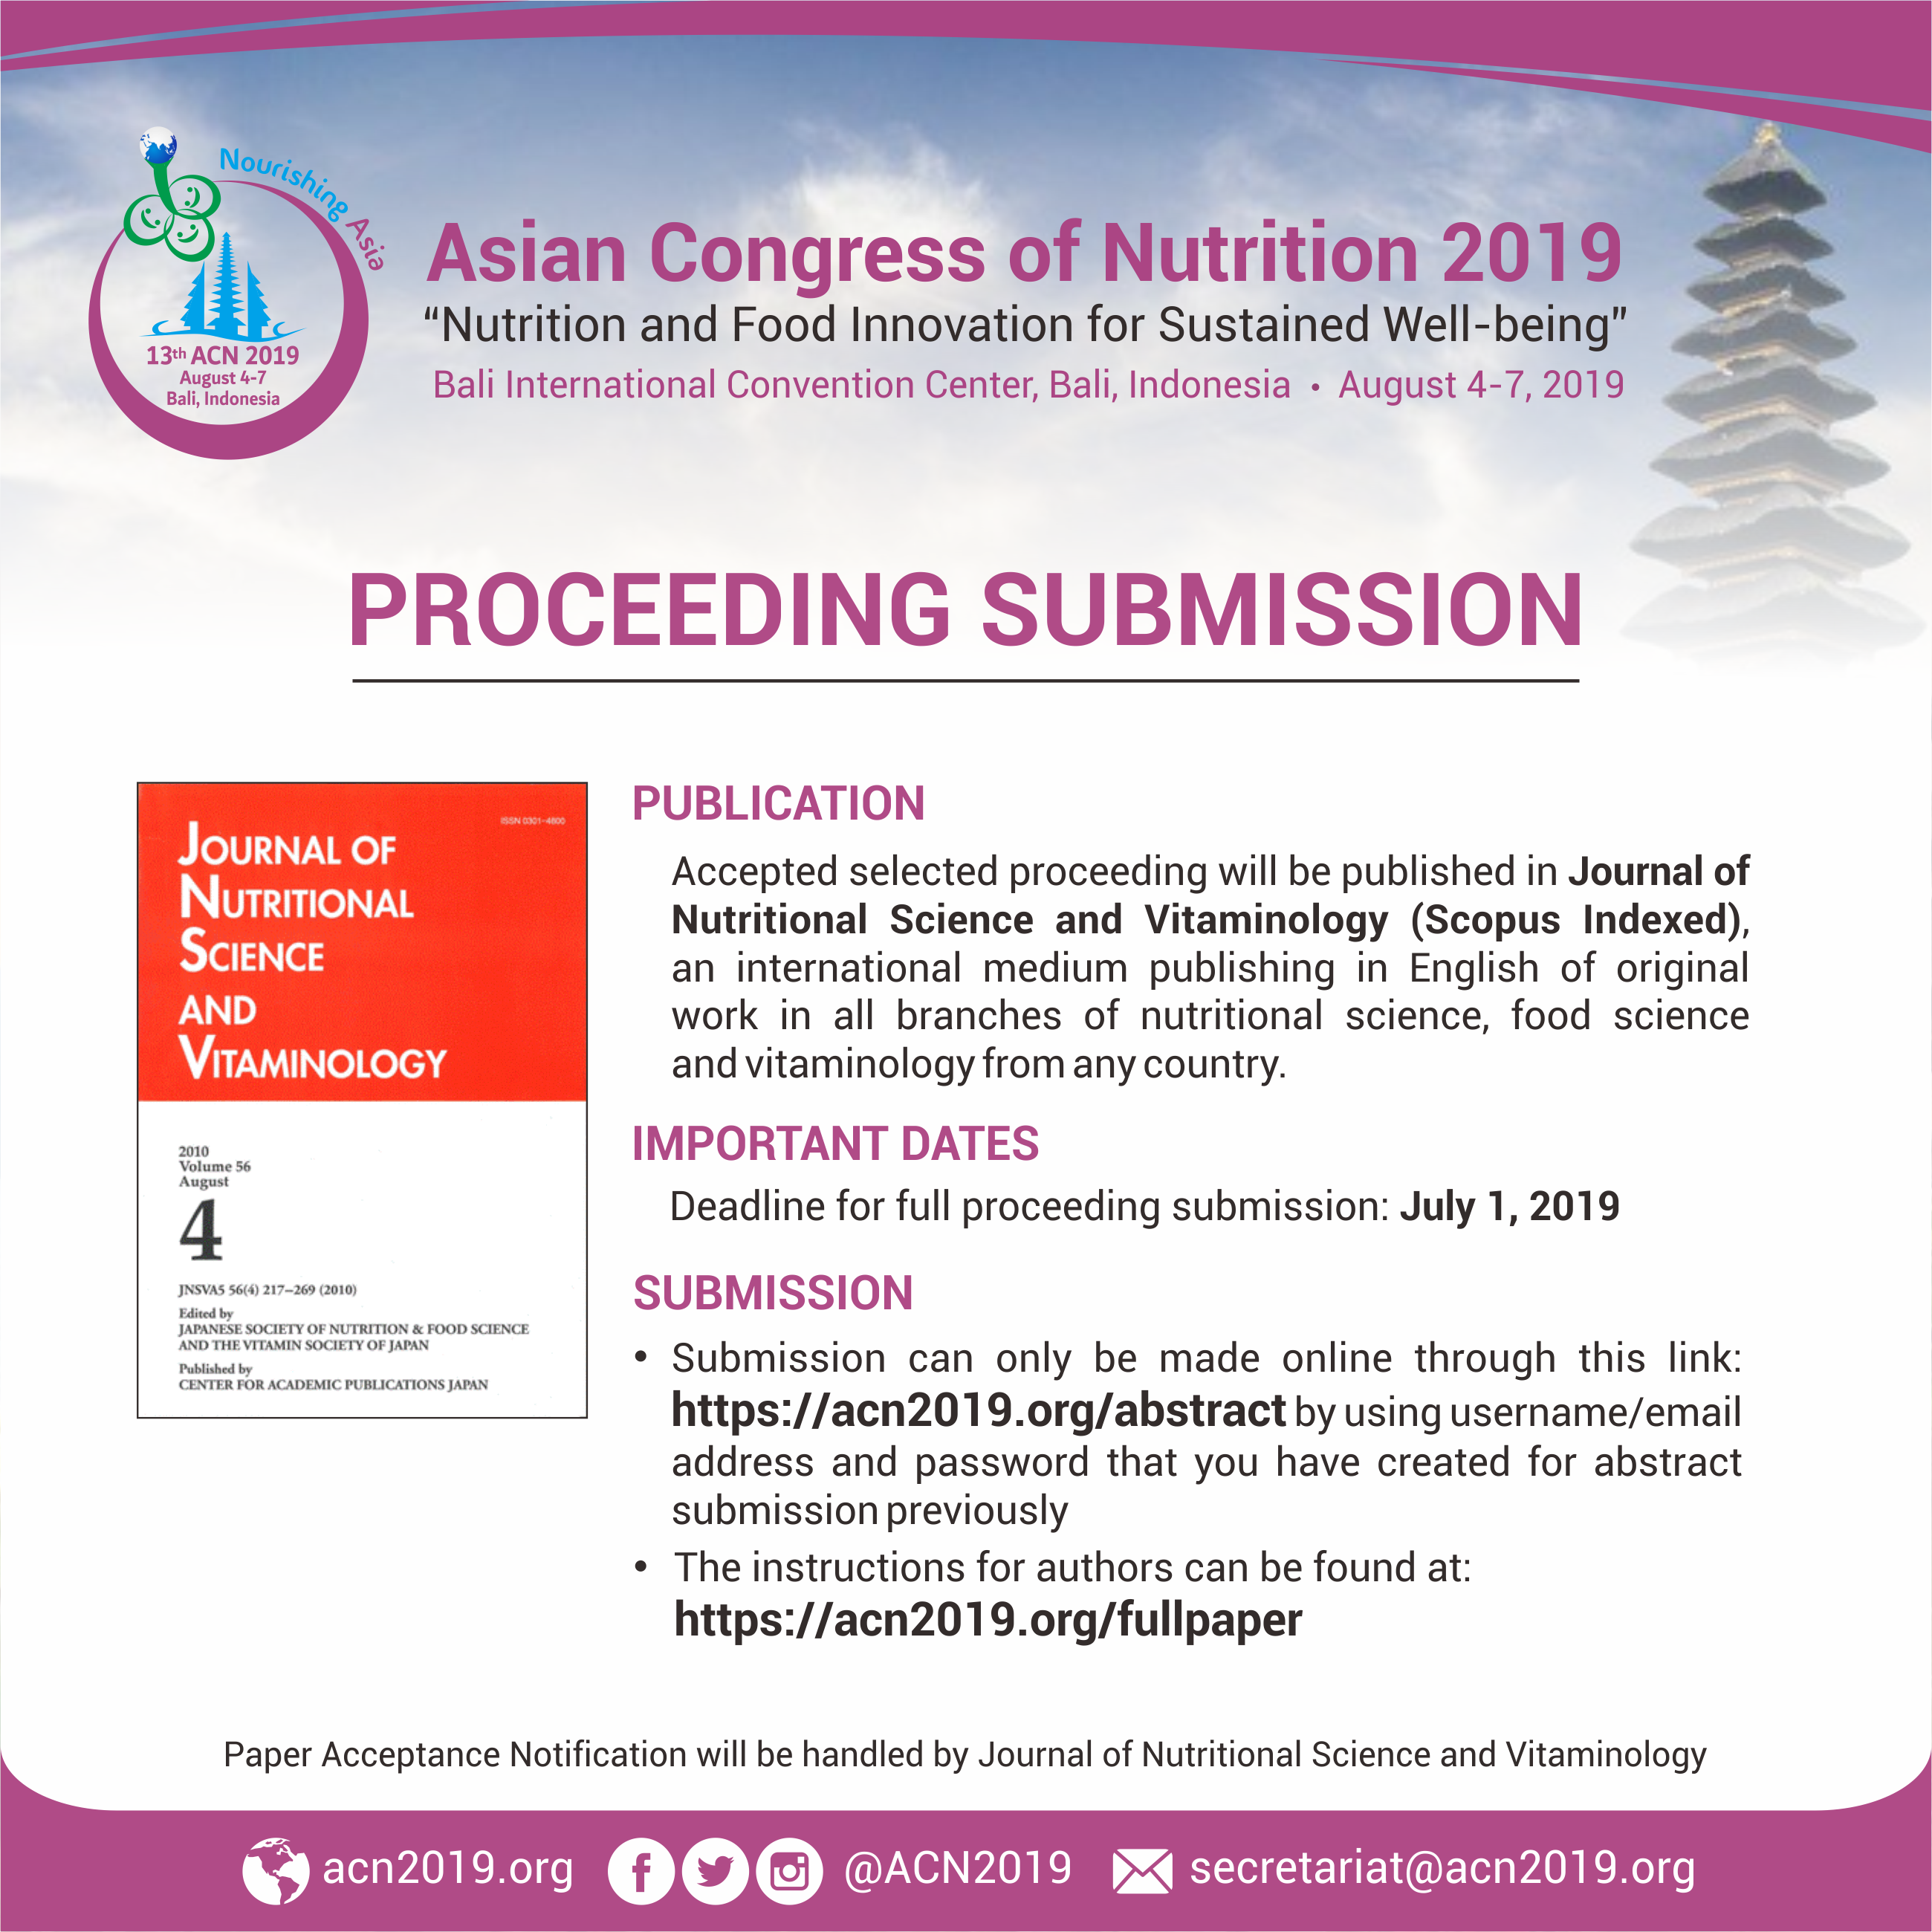 Nourishing Asia
13th ACN 2019
August 4-7
Bali, Indonesia
Asian Congress of Nutrition 2019
“Nutrition and Food Innovation for Sustained Well-being”
Bali International Convention Center, Bali, Indonesia • August 4-7, 2019
PROCEEDING SUBMISSION
ISSN 0301-4800
JOURNAL OF
NUTRITIONAL
SCIENCE
AND
VITAMINOLOGY
2010
Volume 56
August
4
JNSVA5 56(4) 217–269 (2010)
Edited by
JAPANESE SOCIETY OF NUTRITION & FOOD SCIENCE
AND THE VITAMIN SOCIETY OF JAPAN
Published by
CENTER FOR ACADEMIC PUBLICATIONS JAPAN
PUBLICATION
Accepted selected proceeding will be published in Journal of
Nutritional Science and Vitaminology (Scopus Indexed),
an international medium publishing in English of original
work in all branches of nutritional science, food science
and vitaminology from any country.
IMPORTANT DATES
Deadline for full proceeding submission: July 1, 2019
SUBMISSION
• Submission can only be made online through this link:
https://acn2019.org/abstract by using username/email
address and password that you have created for abstract
submission previously
• The instructions for authors can be found at:
https://acn2019.org/fullpaper
Paper Acceptance Notification will be handled by Journal of Nutritional Science and Vitaminology
acn2019.org
@ACN2019
secretariat@acn2019.org